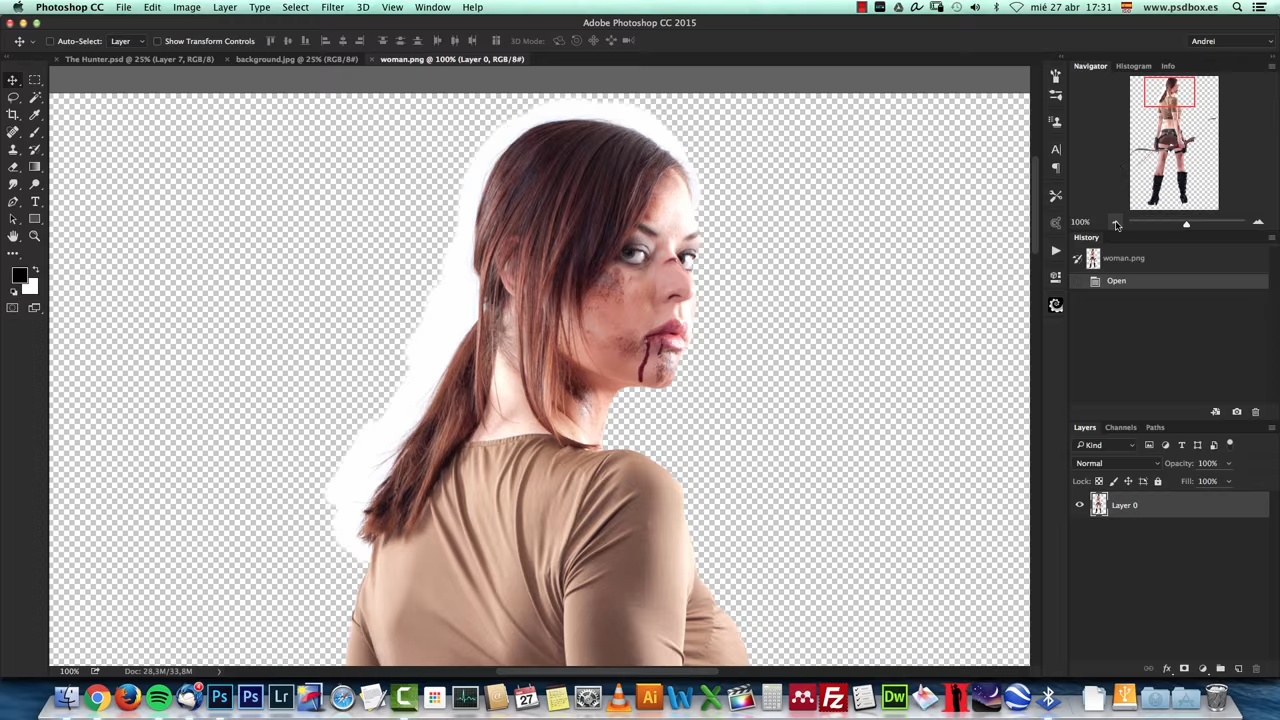 Photoshop CC File Edit Image Layer Type Select Filter 3D View Window Help mié 27 abr 17:31 www.psdbox.es
Adobe Photoshop CC 2015
Auto-Select: Layer Show Transform Controls 3D Mode: Andrei
The Hunter.psd @ 25% (Layer 7, RGB/8) background.jpg @ 25% (RGB/8#) woman.png @ 100% (Layer 0, RGB/8#)
Navigator Histogram Info
100%
History
woman.png
Open
Layers Channels Paths
Kind
Normal Opacity: 100%
Lock: Fill: 100%
Layer 0
100% Doc: 28,3M/33,8M